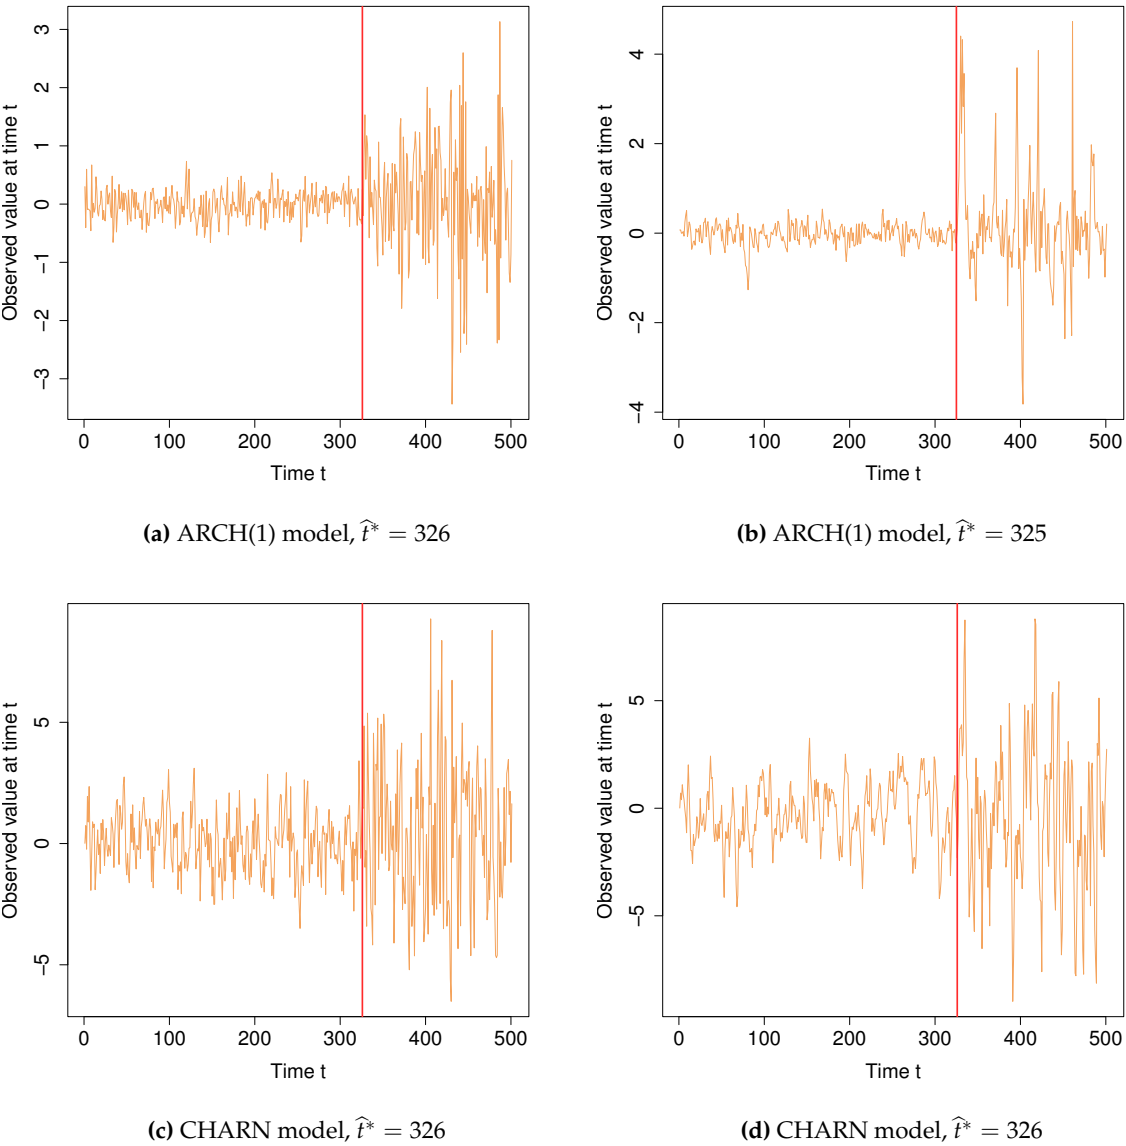 3
2
1
0
−1
−2
−3
Observed value at time t
0 100 200 300 400 500
Time t
4
2
0
−2
−4
Observed value at time t
0 100 200 300 400 500
Time t
(a) ARCH(1) model, t̂* = 326
(b) ARCH(1) model, t̂* = 325
5
0
−5
Observed value at time t
0 100 200 300 400 500
Time t
5
0
−5
Observed value at time t
0 100 200 300 400 500
Time t
(c) CHARN model, t̂* = 326
(d) CHARN model, t̂* = 326